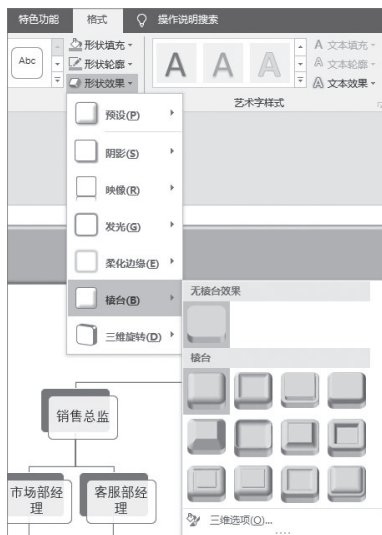 特色功能 格式 操作说明搜索
Abc 形状填充 A 文本填充
形状轮廓 A A A A 文本轮廓
形状效果 A 文本效果
艺术字样式
预设(P)
阴影(S)
映像(R)
发光(G)
柔化边缘(E)
棱台(B)
三维旋转(D)
无棱台效果
棱台
三维选项(O)...
销售总监
市场部经
理
客服部经
理